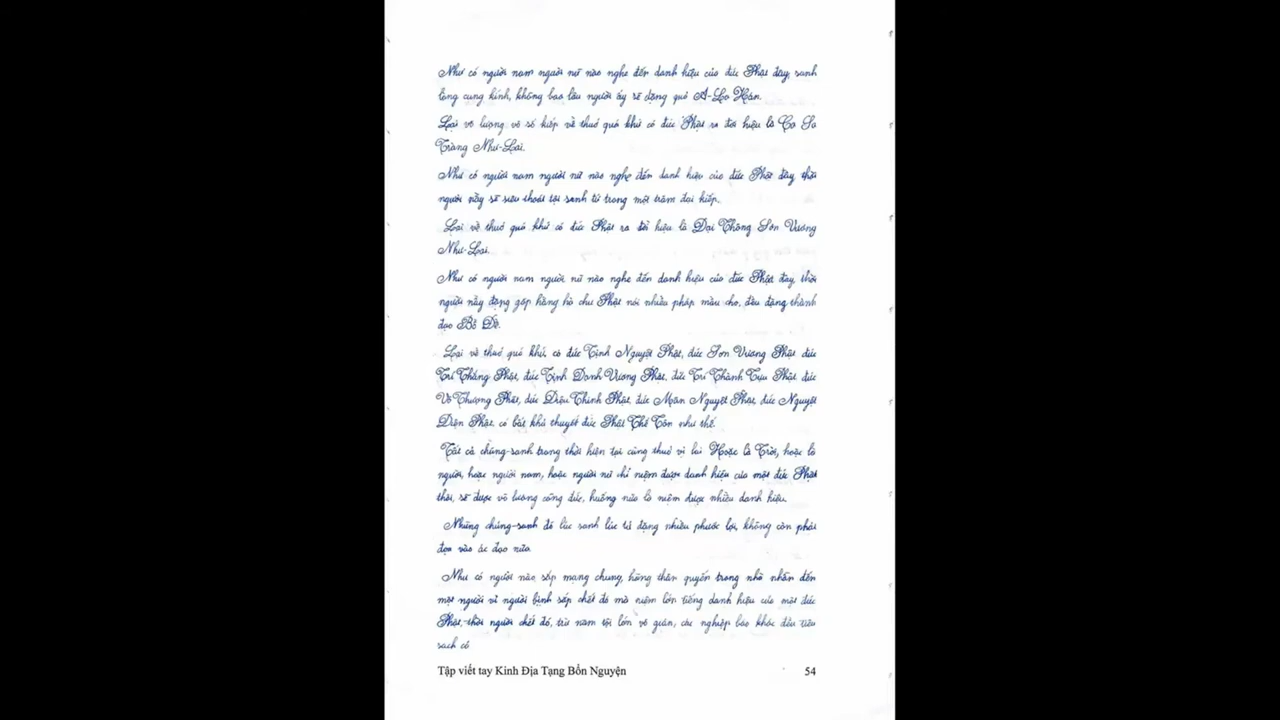 Như có người nam người nữ nào nghe đến danh hiệu của đức Phật đây, sanh
lòng cung kính, không bao lâu người ấy sẽ đặng quả A-La Hán.
Lại vô lượng vô số kiếp về thuở quá khứ có đức Phật ra đời hiệu là Ca Sa
Tràng Như-Lai.
Như có người nam người nữ nào nghe đến danh hiệu của đức Phật đây, thời
người nầy sẽ siêu thoát tội sanh tử trong một trăm đại kiếp.
Lại về thuở quá khứ có đức Phật ra đời hiệu là Đại Thông Sơn Vương
Như-Lai.
Như có người nam người nữ nào nghe đến danh hiệu của đức Phật đây, thời
người nầy đặng gặp hằng hà chư Phật nói nhiều pháp mầu cho, đều đặng thành
đạo Bồ Đề.
Lại về thuở quá khứ, có đức Tịnh Nguyệt Phật, đức Sơn Vương Phật đức
Trí Thắng Phật, đức Tịnh Danh Vương Phật, đức Trí Thành Tựu Phật đức
Vô Thượng Phật, đức Diệu Thinh Phật, đức Mãn Nguyệt Phật, đức Nguyệt
Diện Phật, có bất khả thuyết đức Phật Thế Tôn như thế.
Tất cả chúng-sanh trong thời hiện tại cùng thuở vị lai Hoặc là Trời, hoặc là
người, hoặc người nam, hoặc người nữ chỉ niệm được danh hiệu của một đức Phật
thôi, sẽ được vô lượng công đức, huống nữa là niệm được nhiều danh hiệu.
Những chúng-sanh đó lúc sanh lúc tử đặng nhiều phước lợi, không còn phải
đọa vào ác đạo nữa.
Như có người nào sắp mạng chung, hàng thân quyến trong nhà nhẫn đến
một người vì người bịnh sắp chết đó mà niệm lớn tiếng danh hiệu của một đức
Phật, thời người chết đó, trừ năm tội lớn vô gián, các nghiệp báo khác đều tiêu
sạch cả
Tập viết tay Kinh Địa Tạng Bổn Nguyện 54